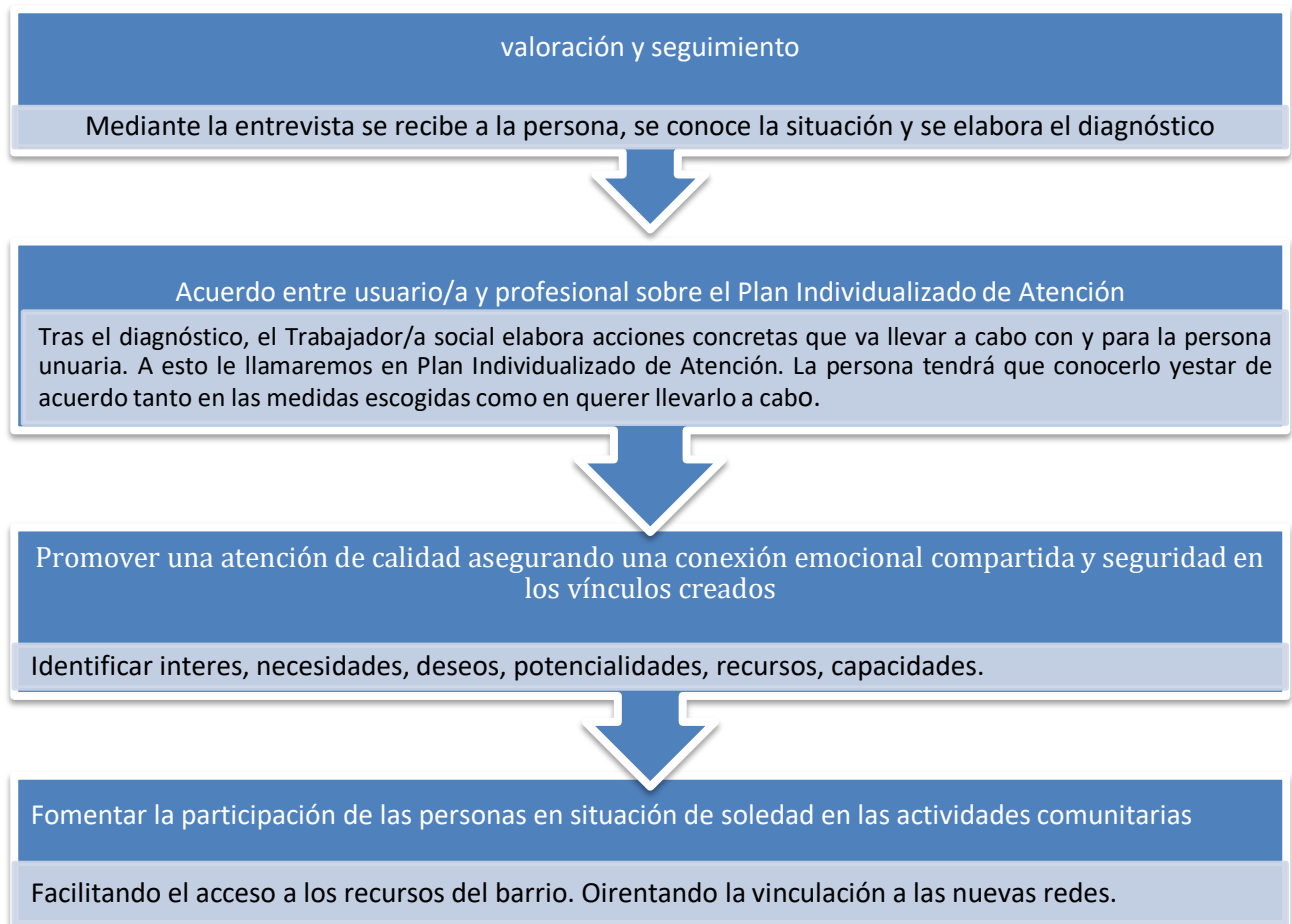 valoración y seguimiento
Mediante la entrevista se recibe a la persona, se conoce la situación y se elabora el diagnóstico
Acuerdo entre usuario/a y profesional sobre el Plan Individualizado de Atención
Tras el diagnóstico, el Trabajador/a social elabora acciones concretas que va llevar a cabo con y para la persona
unuaria. A esto le llamaremos en Plan Individualizado de Atención. La persona tendrá que conocerlo yestar de
acuerdo tanto en las medidas escogidas como en querer llevarlo a cabo.
Promover una atención de calidad asegurando una conexión emocional compartida y seguridad en
los vínculos creados
Identificar interes, necesidades, deseos, potencialidades, recursos, capacidades.
Fomentar la participación de las personas en situación de soledad en las actividades comunitarias
Facilitando el acceso a los recursos del barrio. Oirentando la vinculación a las nuevas redes.